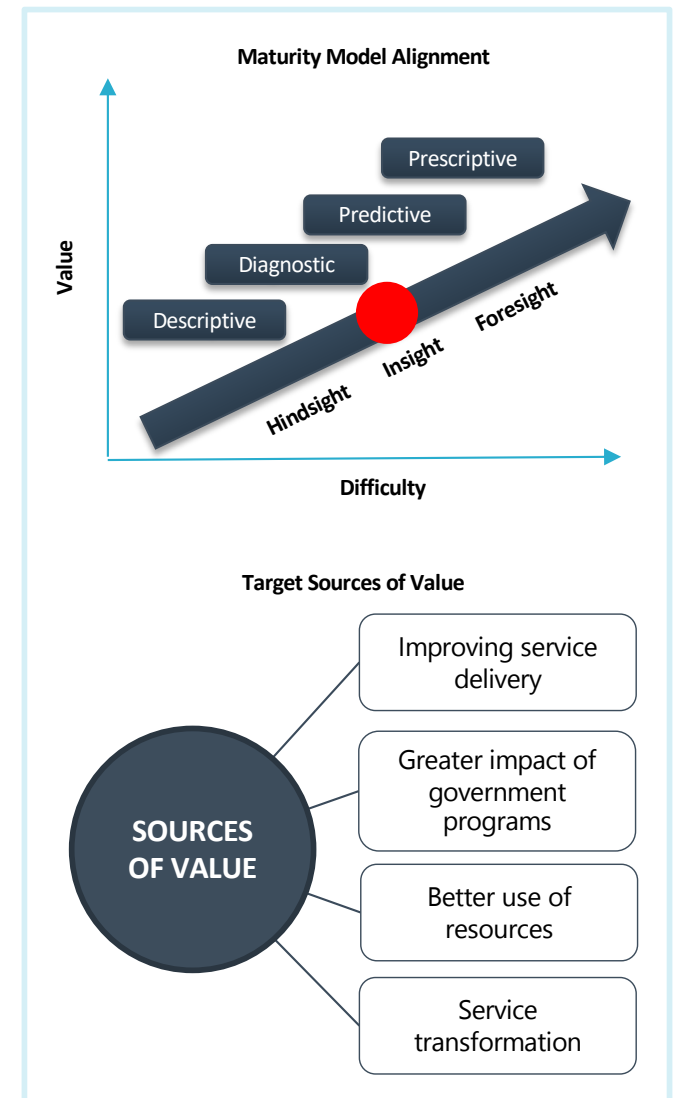 Maturity Model Alignment
Prescriptive
Predictive
Diagnostic
Descriptive
Value
Hindsight
Insight
Foresight
Difficulty
Target Sources of Value
SOURCES
OF VALUE
Improving service
delivery
Greater impact of
government
programs
Better use of
resources
Service
transformation